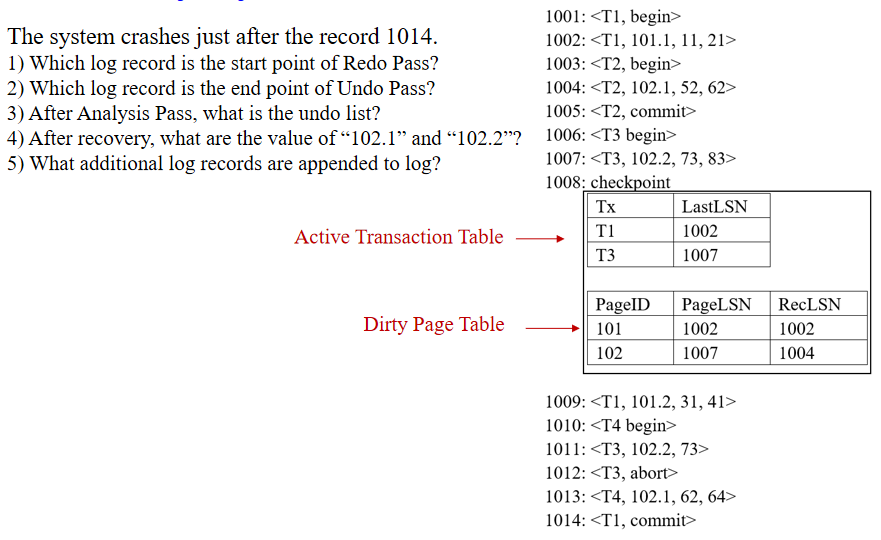 The system crashes just after the record 1014.
1) Which log record is the start point of Redo Pass?
2) Which log record is the end point of Undo Pass?
3) After Analysis Pass, what is the undo list?
4) After recovery, what are the value of “102.1” and “102.2”?
5) What additional log records are appended to log?
1001: <T1, begin>
1002: <T1, 101.1, 11, 21>
1003: <T2, begin>
1004: <T2, 102.1, 52, 62>
1005: <T2, commit>
1006: <T3 begin>
1007: <T3, 102.2, 73, 83>
1008: checkpoint
Active Transaction Table
Tx LastLSN
T1 1002
T3 1007
Dirty Page Table
PageID PageLSN RecLSN
101 1002 1002
102 1007 1004
1009: <T1, 101.2, 31, 41>
1010: <T4 begin>
1011: <T3, 102.2, 73>
1012: <T3, abort>
1013: <T4, 102.1, 62, 64>
1014: <T1, commit>